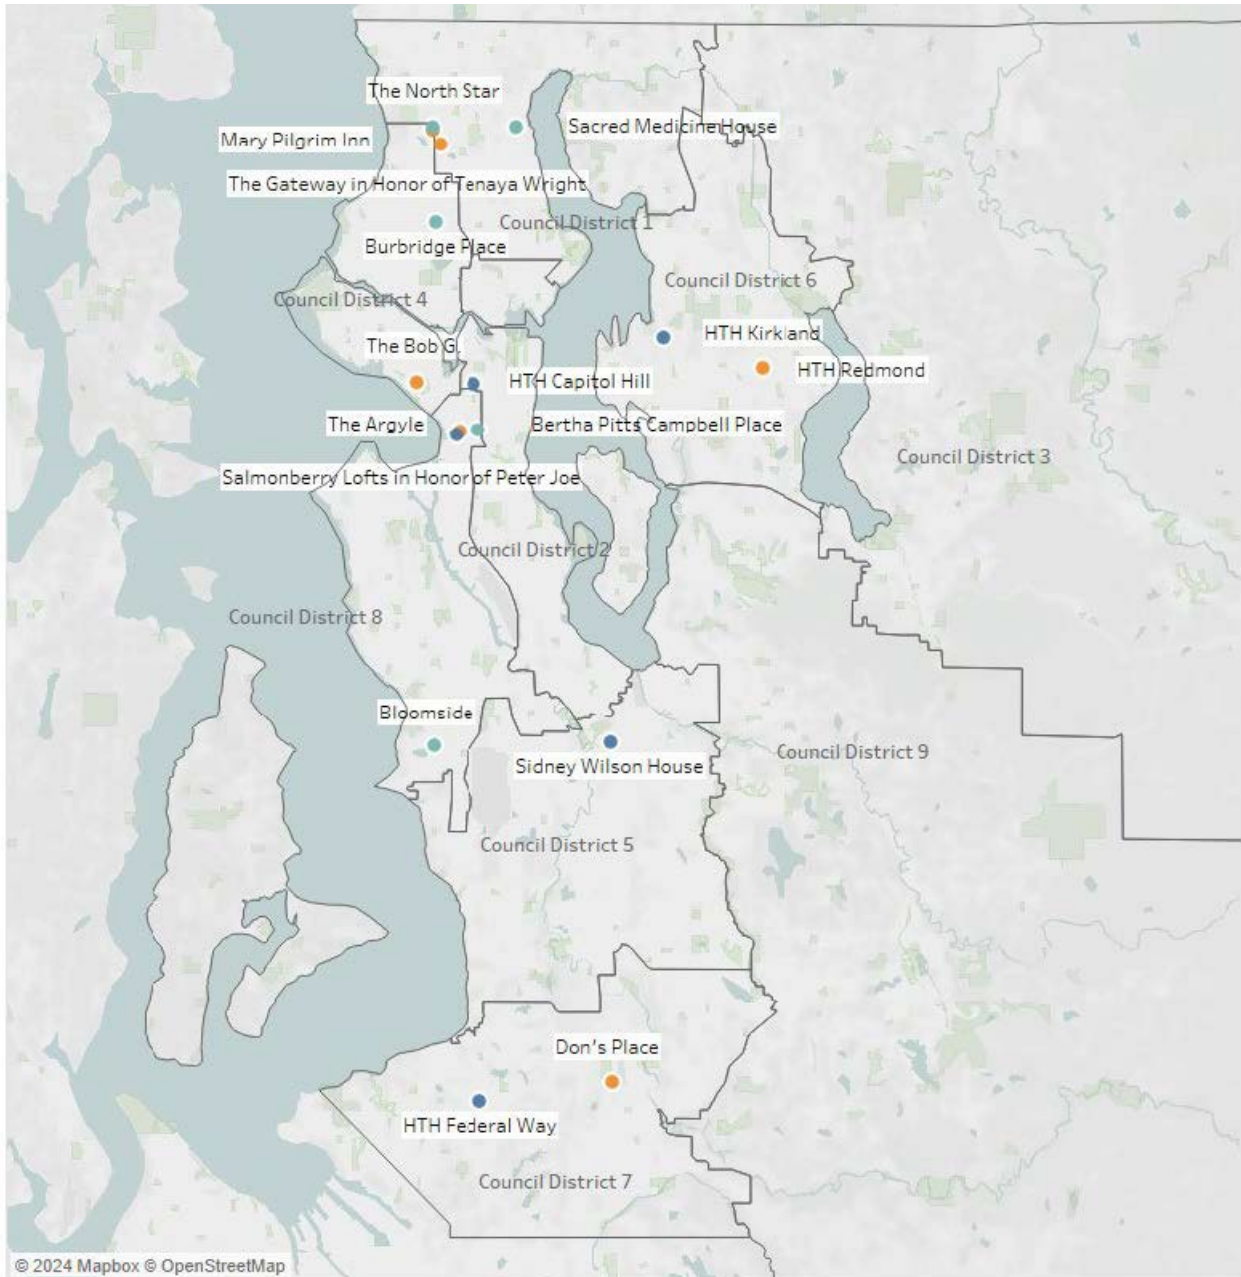 The North Star
Mary Pilgrim Inn
Sacred Medicine House
The Gateway in Honor of Tenaya Wright
Council District 1
Burbridge Place
Council District 6
Council District 4
HTH Kirkland
The Bob G.
HTH Redmond
HTH Capitol Hill
The Argyle
Bertha Pitts Campbell Place
Council District 3
Salmonberry Lofts in Honor of Peter Joe
Council District 2
Council District 8
Bloomside
Council District 9
Sidney Wilson House
Council District 5
Don's Place
HTH Federal Way
Council District 7
© 2024 Mapbox © OpenStreetMap